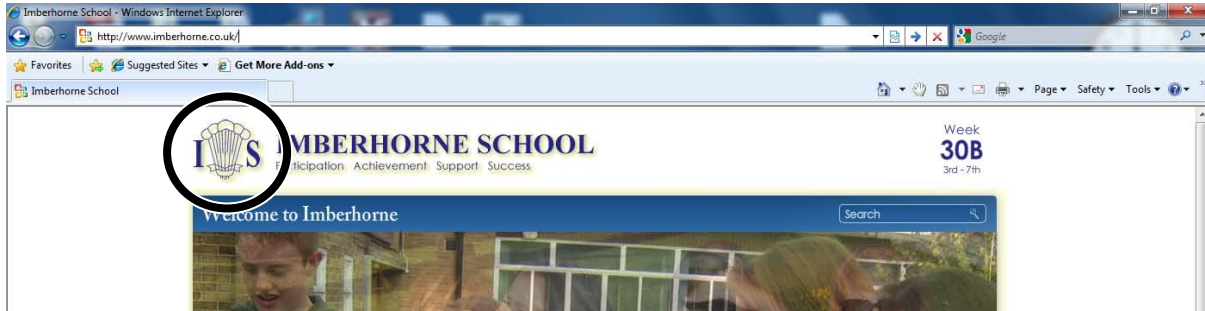 Imberhorne School - Windows Internet Explorer
http://www.imberhorne.co.uk/
Google
Favorites Suggested Sites Get More Add-ons
Imberhorne School
Page Safety Tools
I S IMBERHORNE SCHOOL
Participation Achievement Support Success
Week
30B
3rd - 7th
Welcome to Imberhorne
Search